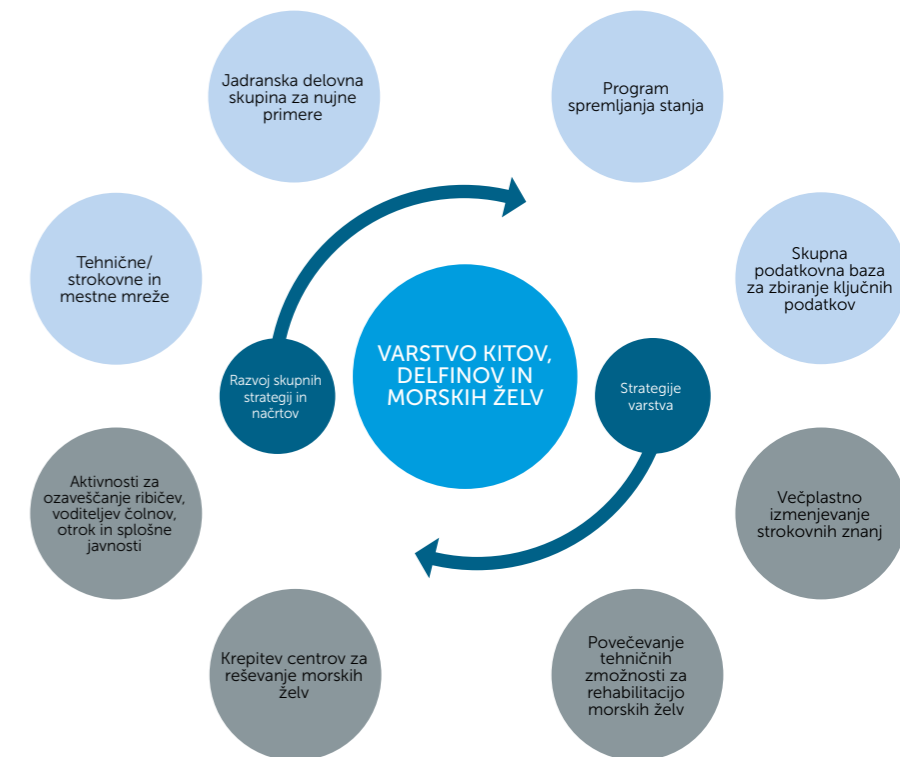 Jadranska delovna
skupina za nujne
primere
Program
spremljanja stanja
Tehnične/
strokovne in
mestne mreže
Skupna
podatkovna baza
za zbiranje ključnih
podatkov
VARSTVO KITOV,
DELFINOV IN
MORSKIH ŽELV
Razvoj skupnih
strategij in
načrtov
Strategije
varstva
Aktivnosti za
ozaveščanje ribičev,
voditeljev čolnov,
otrok in splošne
javnosti
Večplastno
izmenjevanje
strokovnih znanj
Krepitev centrov za
reševanje morskih
želv
Povečevanje
tehničnih
zmožnosti za
rehabilitacijo
morskih želv